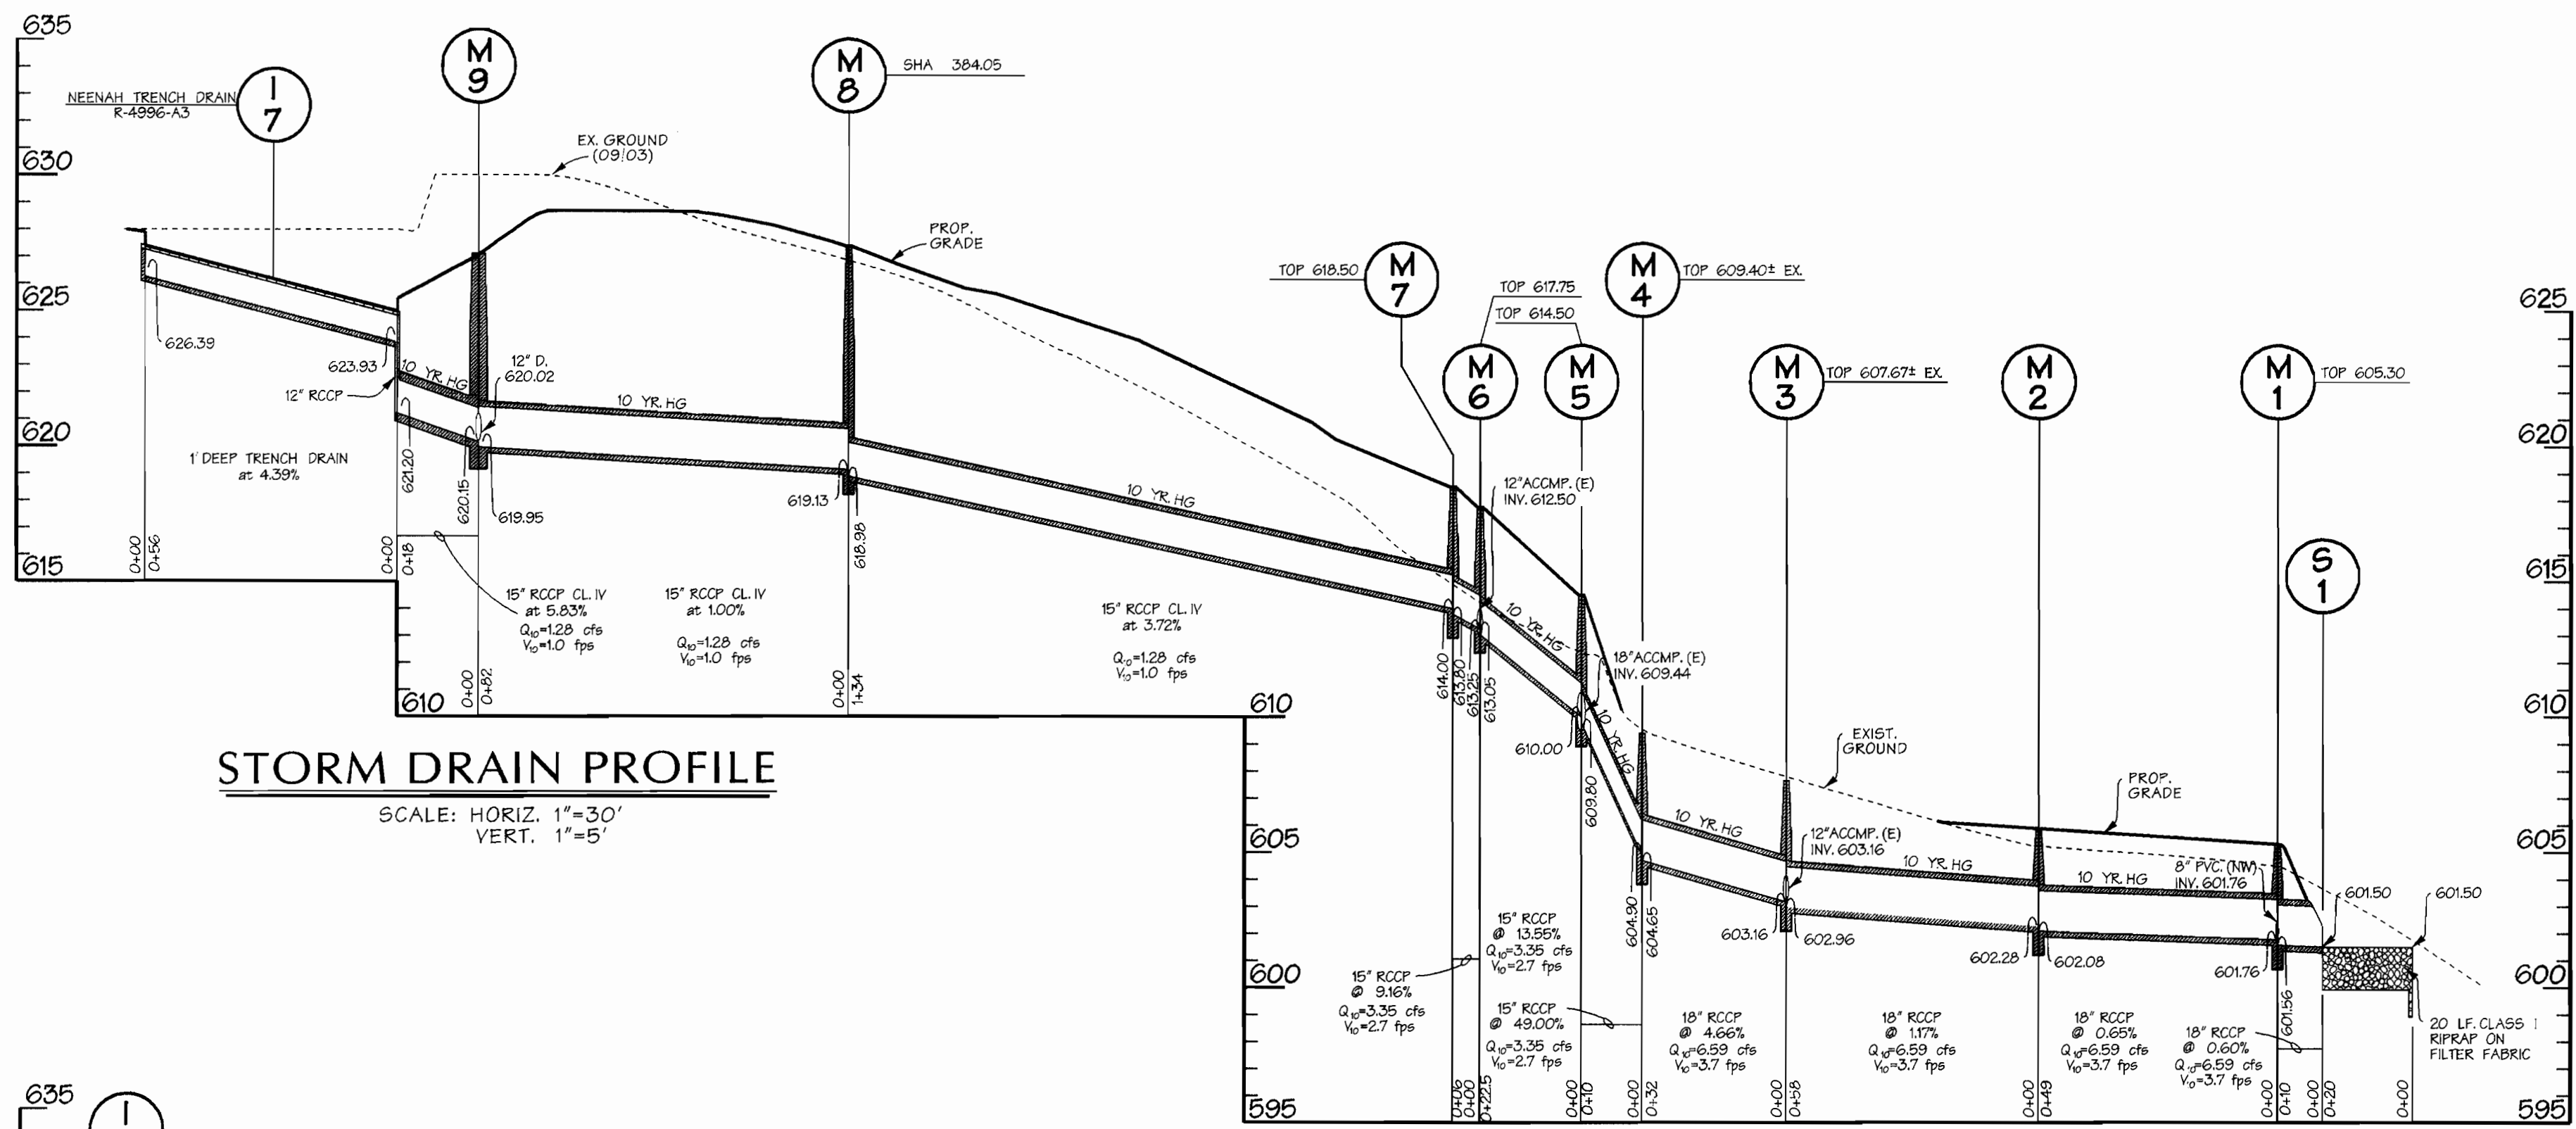 635
M
9
M
8
SHA 384.05
I
7
NEENAH TRENCH DRAIN
R-4996-A3
EX. GROUND
(09/03)
630
PROP.
GRADE
625
626.39
623.93
12" RCCP
10 YR. HG
12" D.
620.02
10 YR. HG
620
1' DEEP TRENCH DRAIN
at 4.39%
621.20
620.15
619.95
619.13
618.98
10 YR. HG
0+00
0+56
0+00
0+18
615
15" RCCP CL. IV
at 5.83%
Q10=1.28 cfs
V10=1.0 fps
15" RCCP CL. IV
at 1.00%
Q10=1.28 cfs
V10=1.0 fps
15" RCCP CL. IV
at 3.72%
Q10=1.28 cfs
V10=1.0 fps
0+00
0+82
0+00
1+34
610
610
STORM DRAIN PROFILE
SCALE: HORIZ. 1"=30'
VERT. 1"=5'
TOP 618.50
M
7
TOP 617.75
TOP 614.50
M
4
TOP 609.40± EX.
M
6
M
5
M
3
TOP 607.67± EX.
M
2
M
1
TOP 605.30
625
620
12"ACCMP. (E)
INV. 612.50
S
1
615
10 YR. HG
614.00
613.80
613.25
613.05
18"ACCMP. (E)
INV. 609.44
610
610.00
609.80
10 YR. HG
EXIST.
GROUND
PROP.
GRADE
605
10 YR. HG
12"ACCMP. (E)
INV. 603.16
10 YR. HG
10 YR. HG
8" PVC. (NW)
INV. 601.76
605
601.50
601.50
604.90
604.65
603.16
602.96
602.28
602.08
601.76
601.56
600
600
15" RCCP
@ 9.16%
Q10=3.35 cfs
V10=2.7 fps
15" RCCP
@ 13.55%
Q10=3.35 cfs
V10=2.7 fps
15" RCCP
@ 49.00%
Q10=3.35 cfs
V10=2.7 fps
18" RCCP
@ 4.66%
Q10=6.59 cfs
V10=3.7 fps
18" RCCP
@ 1.17%
Q10=6.59 cfs
V10=3.7 fps
18" RCCP
@ 0.65%
Q10=6.59 cfs
V10=3.7 fps
18" RCCP
@ 0.60%
Q10=6.59 cfs
V10=3.7 fps
20 LF. CLASS I
RIPRAP ON
FILTER FABRIC
595
0+06
0+00
0+22.5
0+00
0+10
0+00
0+32
0+00
0+58
0+00
0+49
0+00
0+10
0+00
0+20
0+00
595
635
I